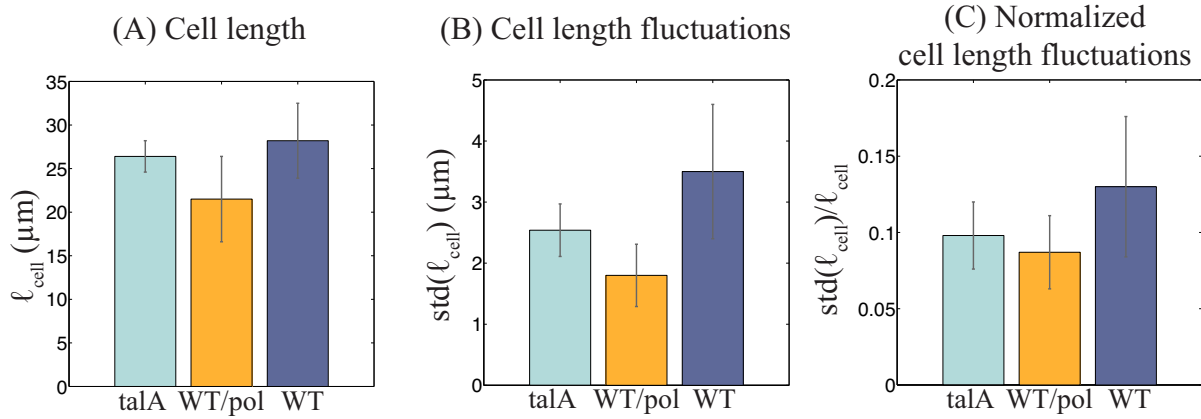 (A) Cell length
35
30
25
20
15
10
5
0
ℓcell (μm)
talA WT/pol WT
(B) Cell length fluctuations
5
4
3
2
1
0
std(ℓcell) (μm)
talA WT/pol WT
(C) Normalized
cell length fluctuations
0.2
0.15
0.1
0.05
0
std(ℓcell)/ℓcell
talA WT/pol WT